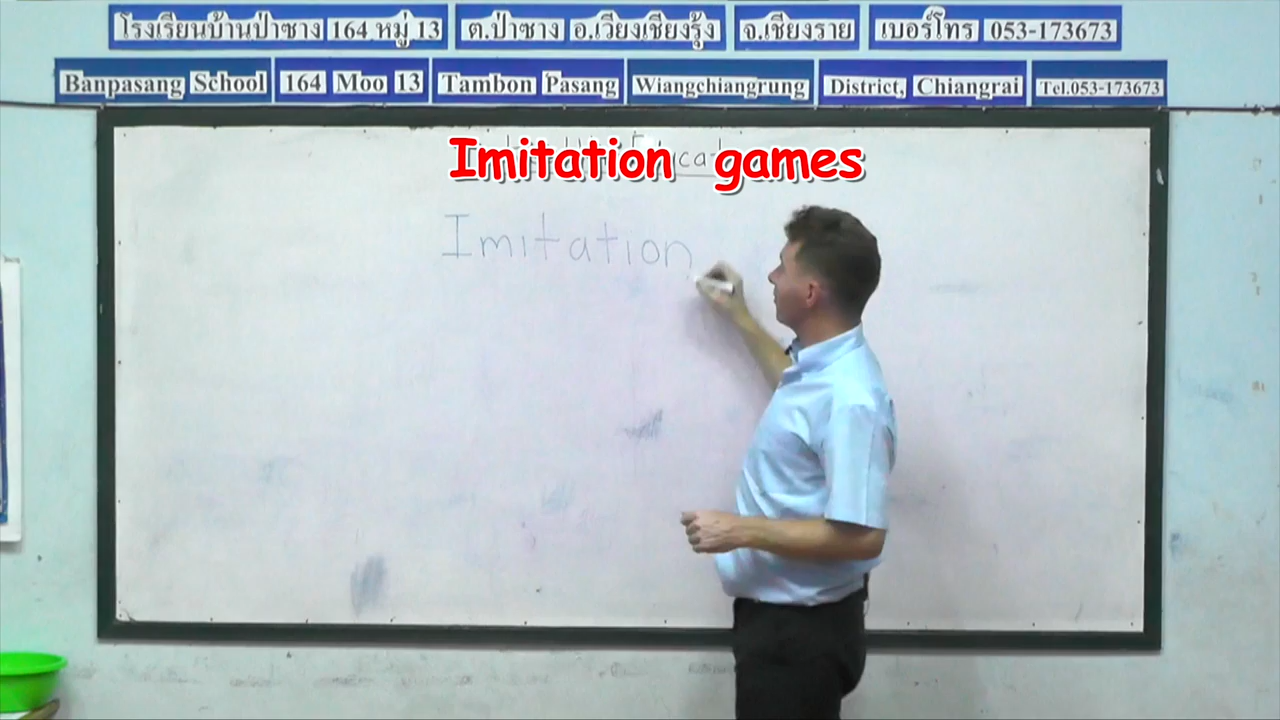 โรงเรียนบ้านป่าซาง 164 หมู่ 13 ต.ป่าซาง อ.เวียงเชียงรุ้ง จ.เชียงราย เบอร์โทร 053-173673
Banpasang School 164 Moo 13 Tambon Pasang Wiangchiangrung District, Chiangrai Tel.053-173673
Imitation games
Imitation